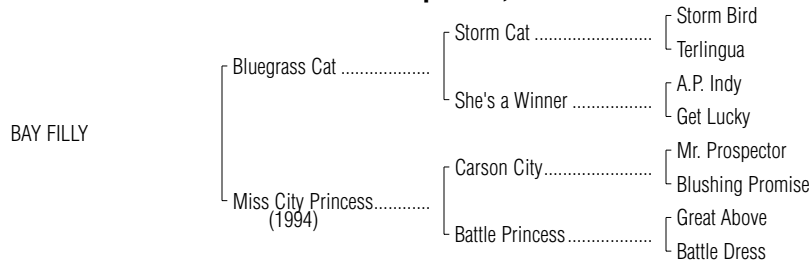 Storm Bird
Storm Cat ........................
Terlingua
Bluegrass Cat ...................
A.P. Indy
She's a Winner .................
Get Lucky
BAY FILLY
Mr. Prospector
Carson City.......................
Blushing Promise
Miss City Princess............
(1994)
Great Above
Battle Princess..................
Battle Dress